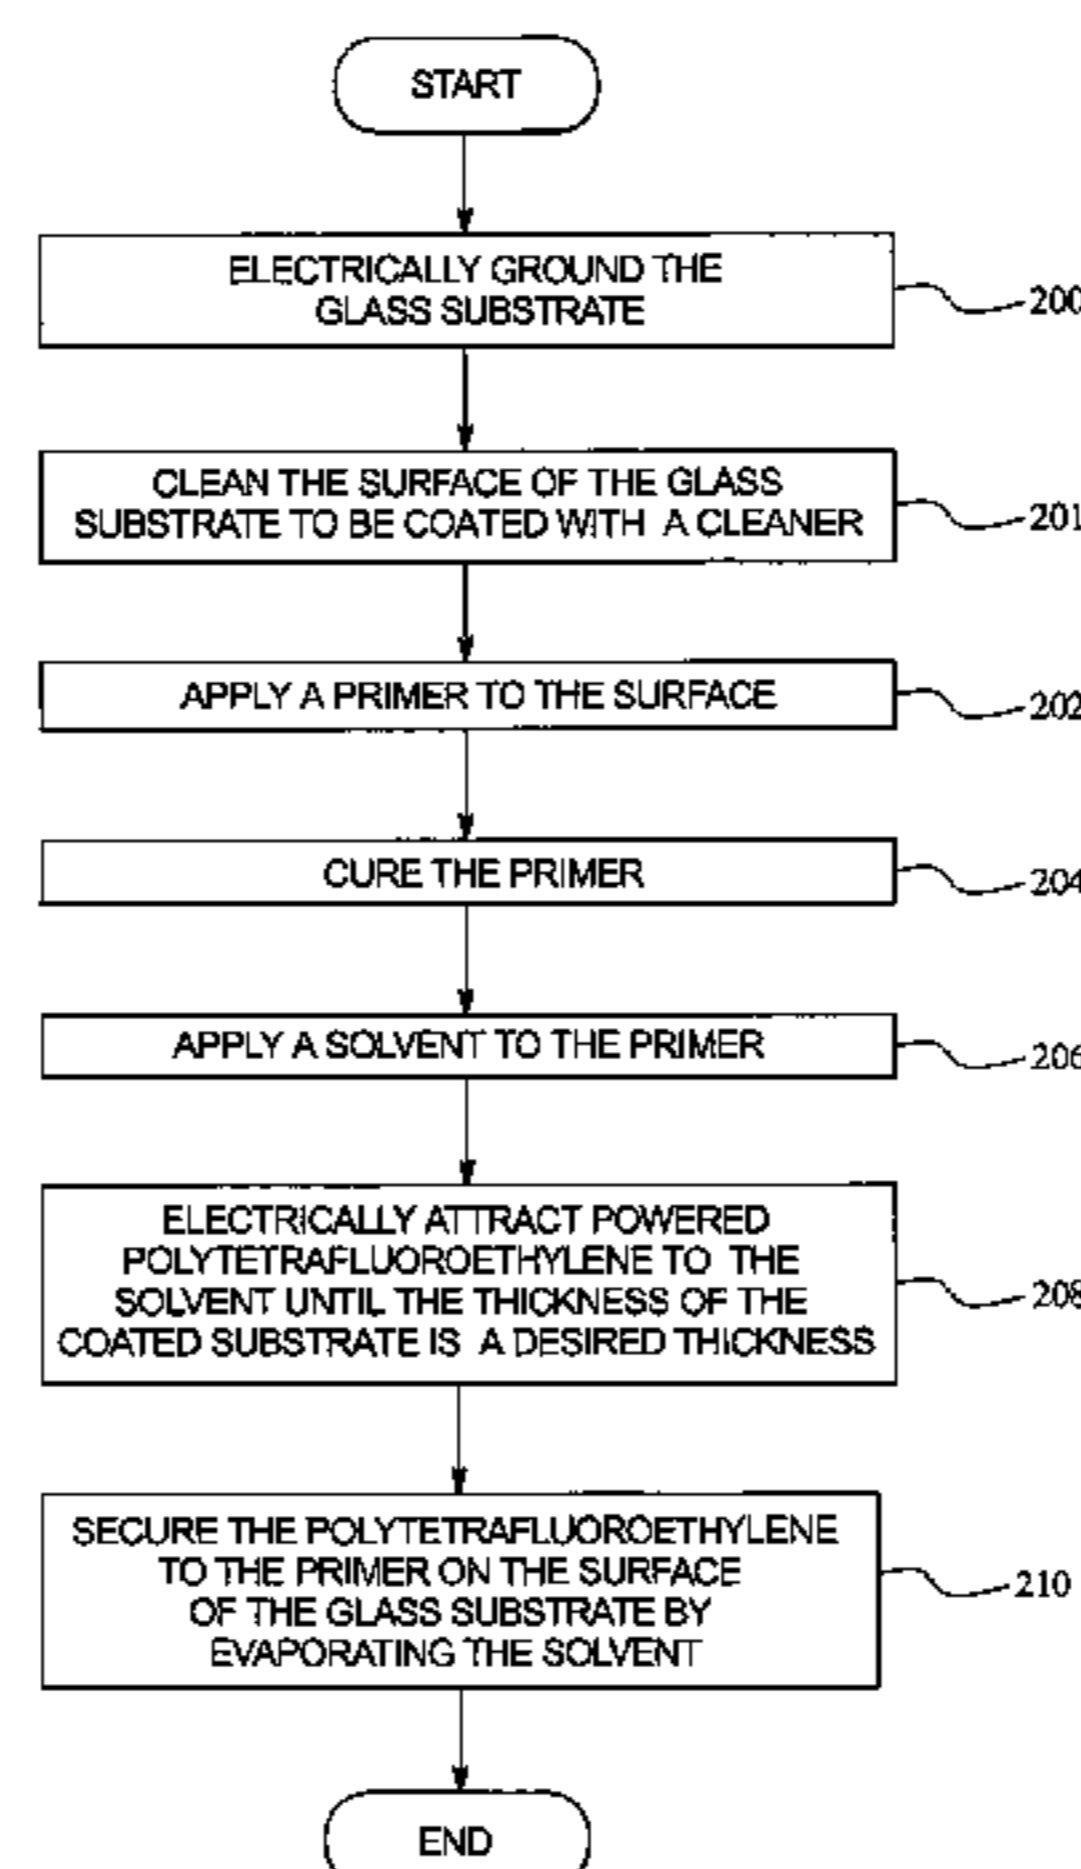 START
ELECTRICALLY GROUND THE
GLASS SUBSTRATE
200
CLEAN THE SURFACE OF THE GLASS
SUBSTRATE TO BE COATED WITH A CLEANER
201
APPLY A PRIMER TO THE SURFACE
202
CURE THE PRIMER
204
APPLY A SOLVENT TO THE PRIMER
206
ELECTRICALLY ATTRACT POWERED
POLYTETRAFLUOROETHYLENE TO THE
SOLVENT UNTIL THE THICKNESS OF THE
COATED SUBSTRATE IS A DESIRED THICKNESS
208
SECURE THE POLYTETRAFLUOROETHYLENE
TO THE PRIMER ON THE SURFACE
OF THE GLASS SUBSTRATE BY
EVAPORATING THE SOLVENT
210
END